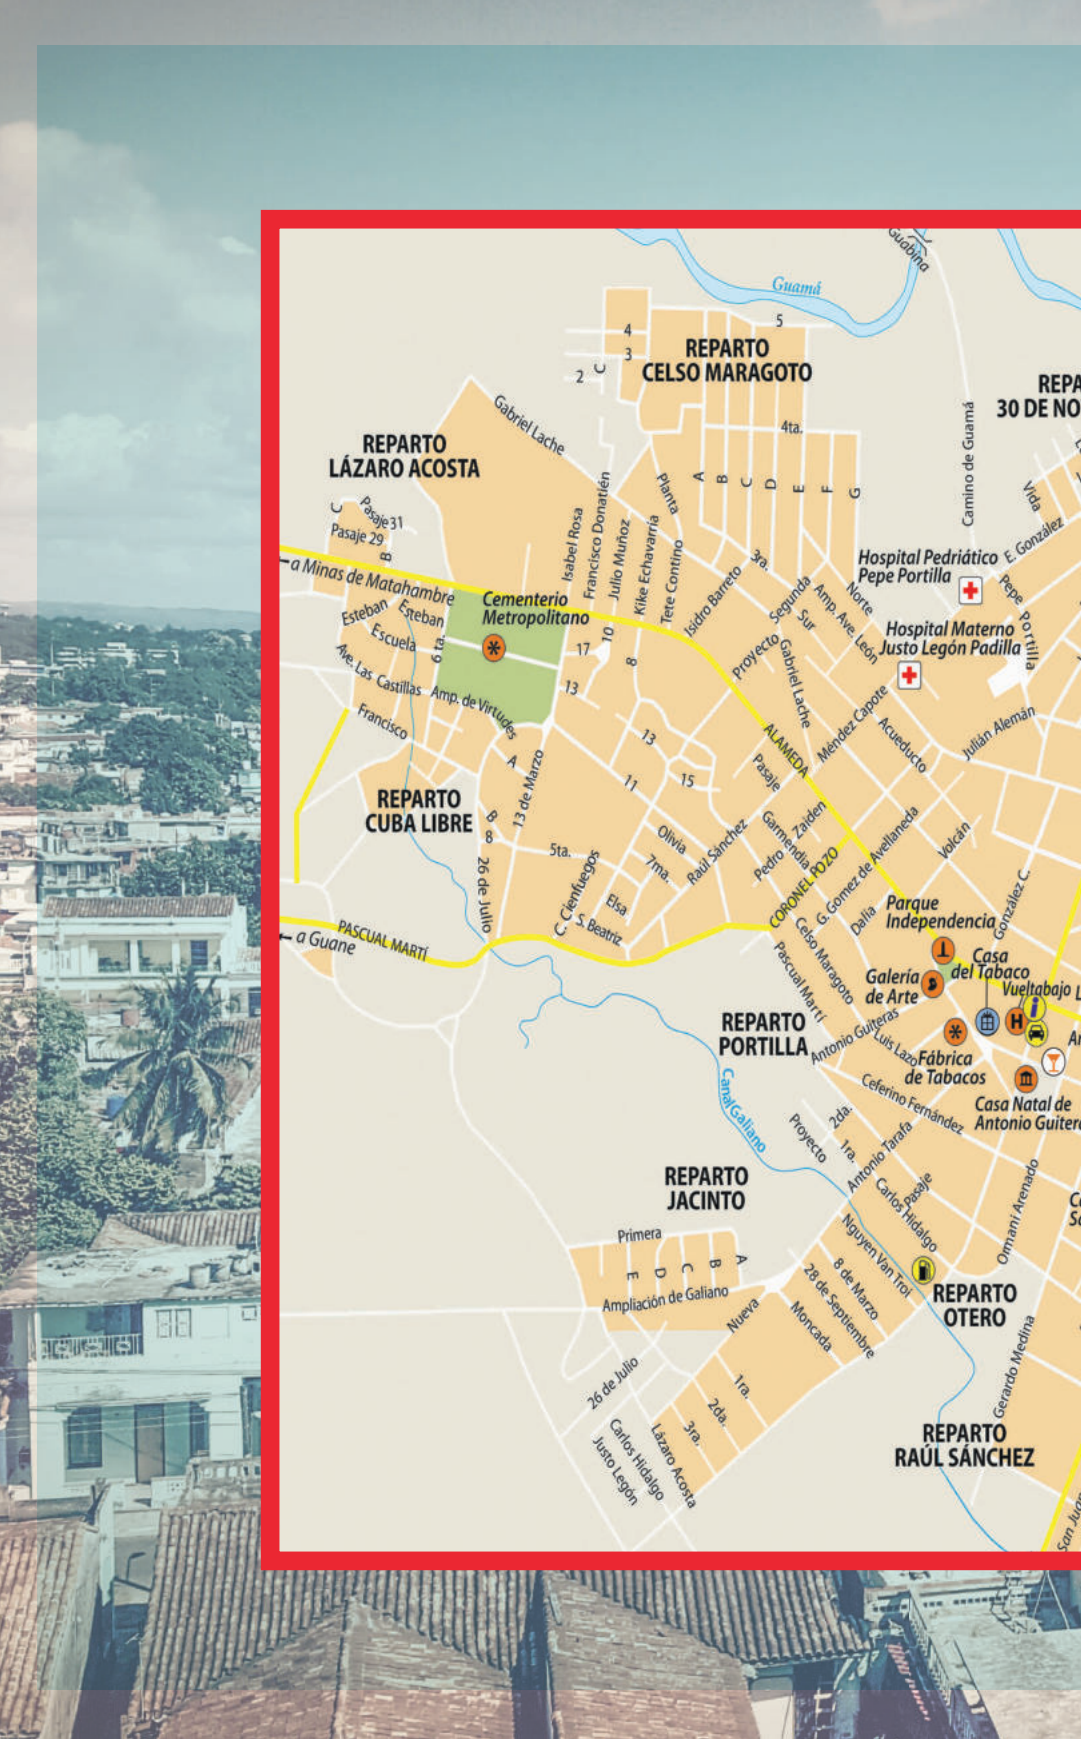 Guabina
Guamá
5
4
3
2
C
REPARTO
CELSO MARAGOTO
30 DE NO
Gabriel Lache
4ta.
Camino de Guamá
REPARTO
LÁZARO ACOSTA
A
B
C
D
E
F
G
Planta
Vida
E. González
C
Pasaje 31
Pasaje 29
B
Isabel Rosa
Francisco Donatién
Julio Muñoz
Kike Echavarría
Tete Contino
Isidro Barreto
3ra.
Segunda
Sur
Amp. Ave. León
Norte
Hospital Pedriático
Pepe Portilla
Pepe Portilla
a Minas de Matahambre
Cementerio
Metropolitano
Hospital Materno
Justo Legón Padilla
Esteban
Esteban
Escuela
6 ta.
Ave. Las Castillas
Amp. de Virtudes
Francisco
17
10
8
13
Proyecto
Gabriel Lache
Méndez Capote
Acueducto
Julián Alemán
13
11
15
ALAMEDA
Pasaje
A
13 de Marzo
REPARTO
CUBA LIBRE
B
8
26 de Julio
5ta.
C. Cienfuegos
Olivia
7ma.
Raúl Sánchez
Elsa
S. Beatriz
Garmendia
Zaiden
Pedro
CORONEL POZO
G. Gomez de Avellaneda
Volcán
Dalia
González C.
PASCUAL MARTÍ
a Guane
Parque
Independencia
Casa
del Tabaco
Celso Maragoto
Pascual Martí
Galería
de Arte
Vueltabajo
H
i
REPARTO
PORTILLA
Antonio Guiteras
Luis Lazo
Fábrica
de Tabacos
Ceferino Fernández
Casa Natal de
Antonio Guitera
Canal Galiano
2da.
Proyecto
1ra.
Antonio Tarafa
Pasaje
Carlos Hidalgo
Ormani Arenado
REPARTO
JACINTO
Primera
E
D
C
B
A
Ampliación de Galiano
Nueva
Nguyen Van Troi
8 de Marzo
28 de Septiembre
Moncada
REPARTO
OTERO
Gerardo Medina
26 de Julio
1ra.
2da.
3ra.
Lázaro Acosta
Carlos Hidalgo
Justo Legón
REPARTO
RAÚL SÁNCHEZ
San Jua